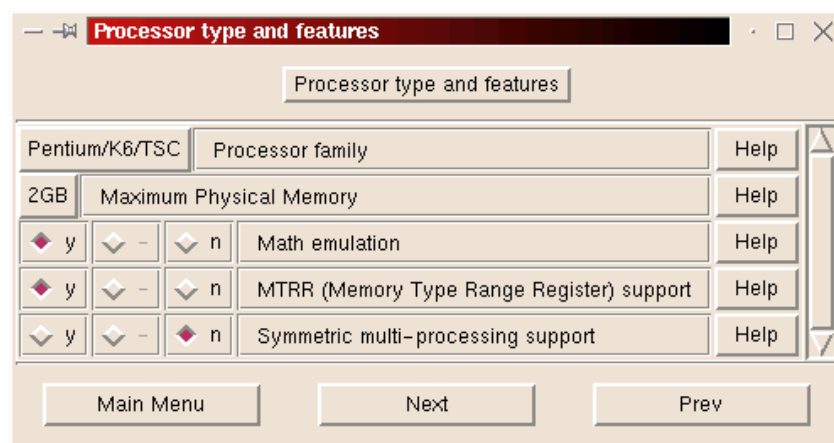 Processor type and features
Processor type and features
Pentium/K6/TSC Processor family Help
2GB Maximum Physical Memory Help
y - n Math emulation Help
y - n MTRR (Memory Type Range Register) support Help
y - n Symmetric multi-processing support Help
Main Menu Next Prev